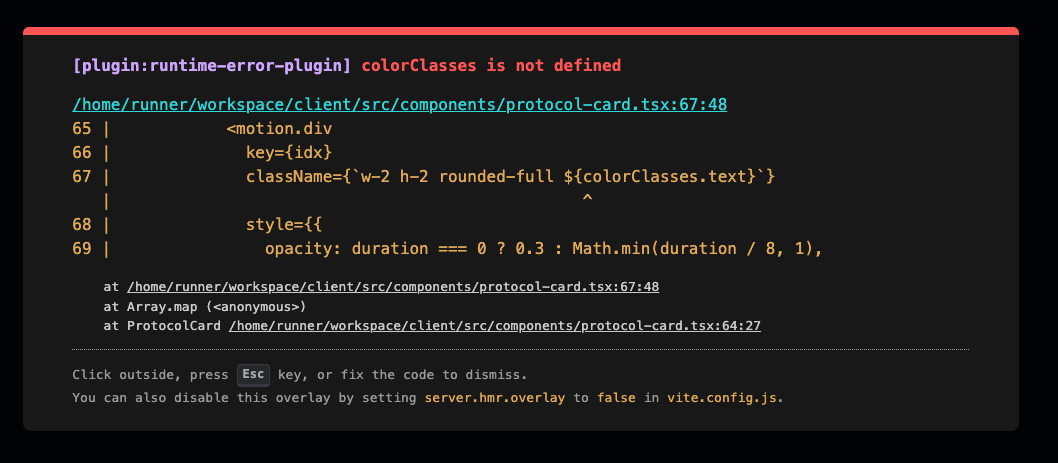 [plugin:runtime-error-plugin] colorClasses is not defined
/home/runner/workspace/client/src/components/protocol-card.tsx:67:48
65 |            <motion.div
66 |              key={idx}
67 |              className={`w-2 h-2 rounded-full ${colorClasses.text}`}
   |                                                 ^
68 |              style={{
69 |                opacity: duration === 0 ? 0.3 : Math.min(duration / 8, 1),
at /home/runner/workspace/client/src/components/protocol-card.tsx:67:48
at Array.map (<anonymous>)
at ProtocolCard /home/runner/workspace/client/src/components/protocol-card.tsx:64:27
Click outside, press Esc key, or fix the code to dismiss.
You can also disable this overlay by setting server.hmr.overlay to false in vite.config.js.